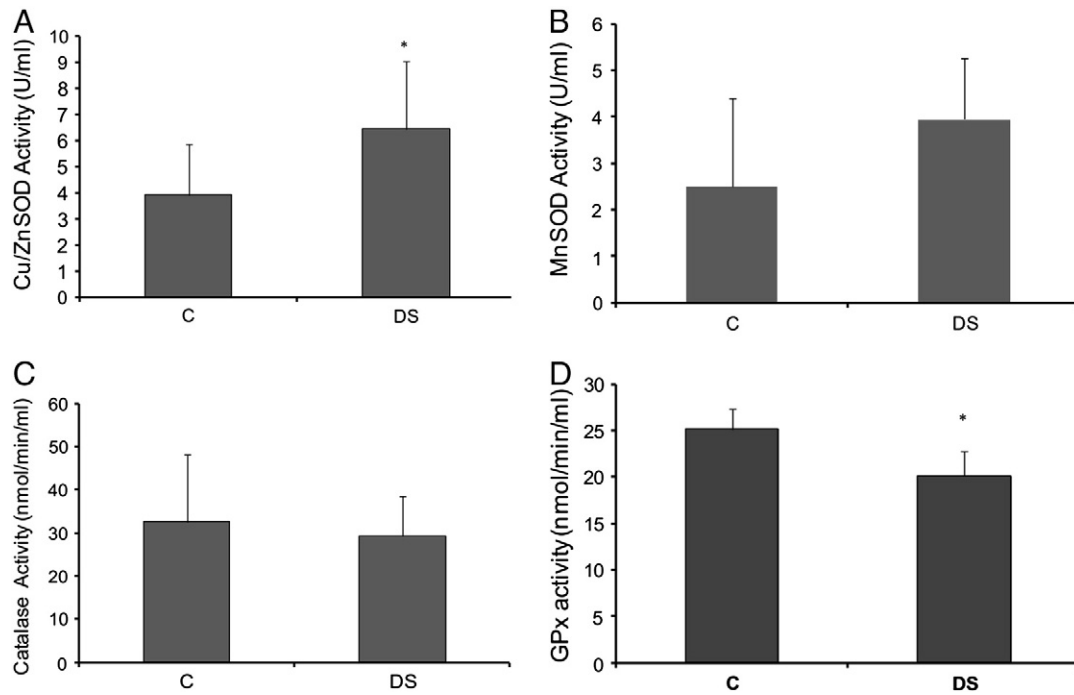 A
Cu/Zn SOD Activity (U/ml)
10
9
8
7
6
5
4
3
2
1
0
*
C
DS
B
MnSOD Activity (U/ml)
6
5
4
3
2
1
0
C
DS
C
Catalase Activity (nmol/min/ml)
60
50
40
30
20
10
0
C
DS
D
GPx activity (nmol/min/ml)
30
25
20
15
10
5
0
*
C
DS